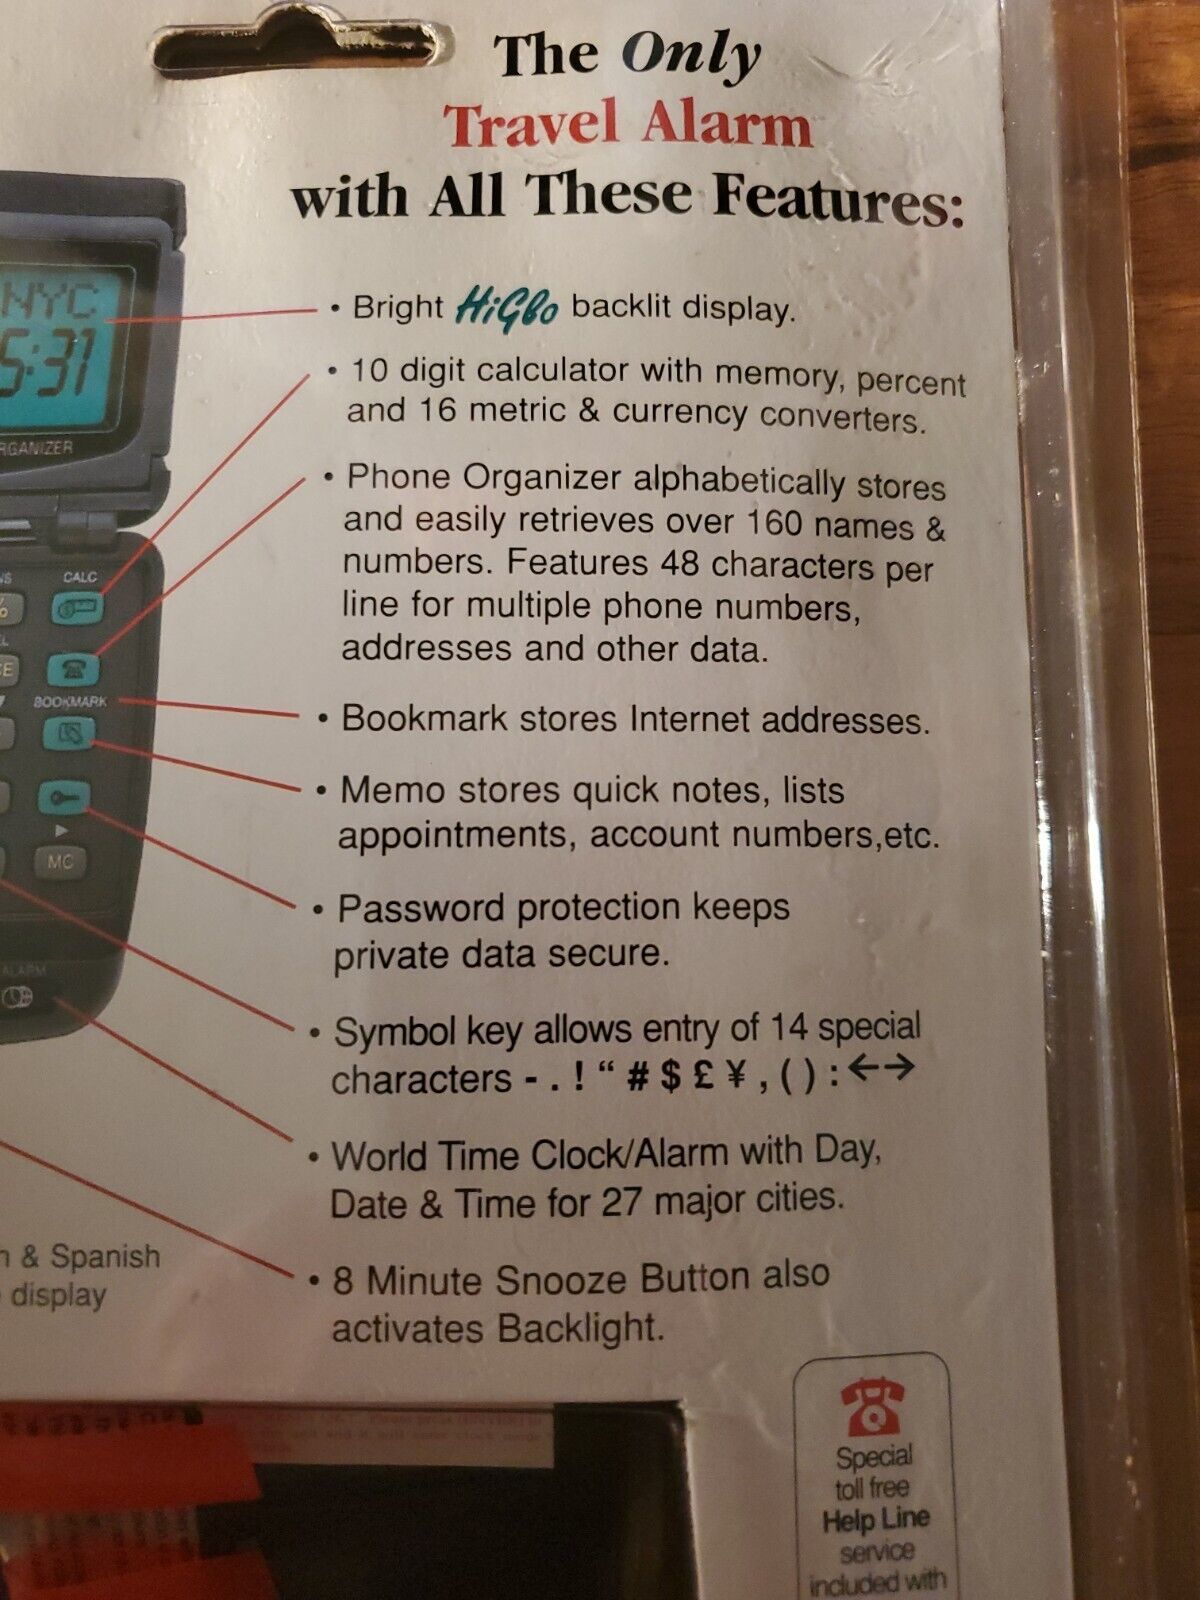 The Only
Travel Alarm
with All These Features:
NYC
5:31
RGANIZER
CALC
BOOKMARK
MC
ALARM
• Bright HiGlo backlit display.
• 10 digit calculator with memory, percent
and 16 metric & currency converters.
• Phone Organizer alphabetically stores
and easily retrieves over 160 names &
numbers. Features 48 characters per
line for multiple phone numbers,
addresses and other data.
• Bookmark stores Internet addresses.
• Memo stores quick notes, lists
appointments, account numbers,etc.
• Password protection keeps
private data secure.
• Symbol key allows entry of 14 special
characters - . ! “ # $ £ ¥ , ( ) : ← →
• World Time Clock/Alarm with Day,
Date & Time for 27 major cities.
• 8 Minute Snooze Button also
activates Backlight.
& Spanish
display
Special
toll free
Help Line
service
included with